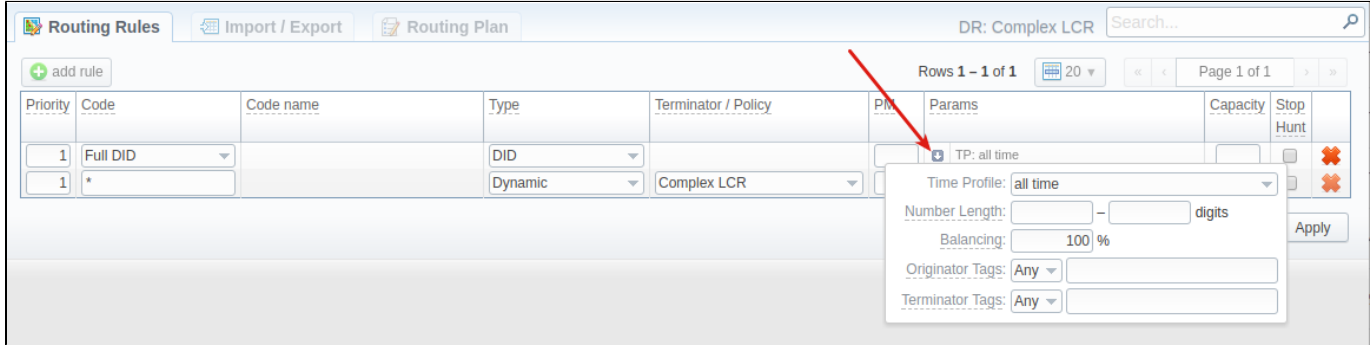 Routing Rules Import / Export Routing Plan DR: Complex LCR Search...
add rule Rows 1 – 1 of 1 20 « ‹ Page 1 of 1 › »
Priority Code Code name Type Terminator / Policy PM Params Capacity Stop Hunt
1 Full DID DID TP: all time
1 * Dynamic Complex LCR
Time Profile: all time
Number Length: – digits
Balancing: 100 %
Originator Tags: Any
Terminator Tags: Any
Apply